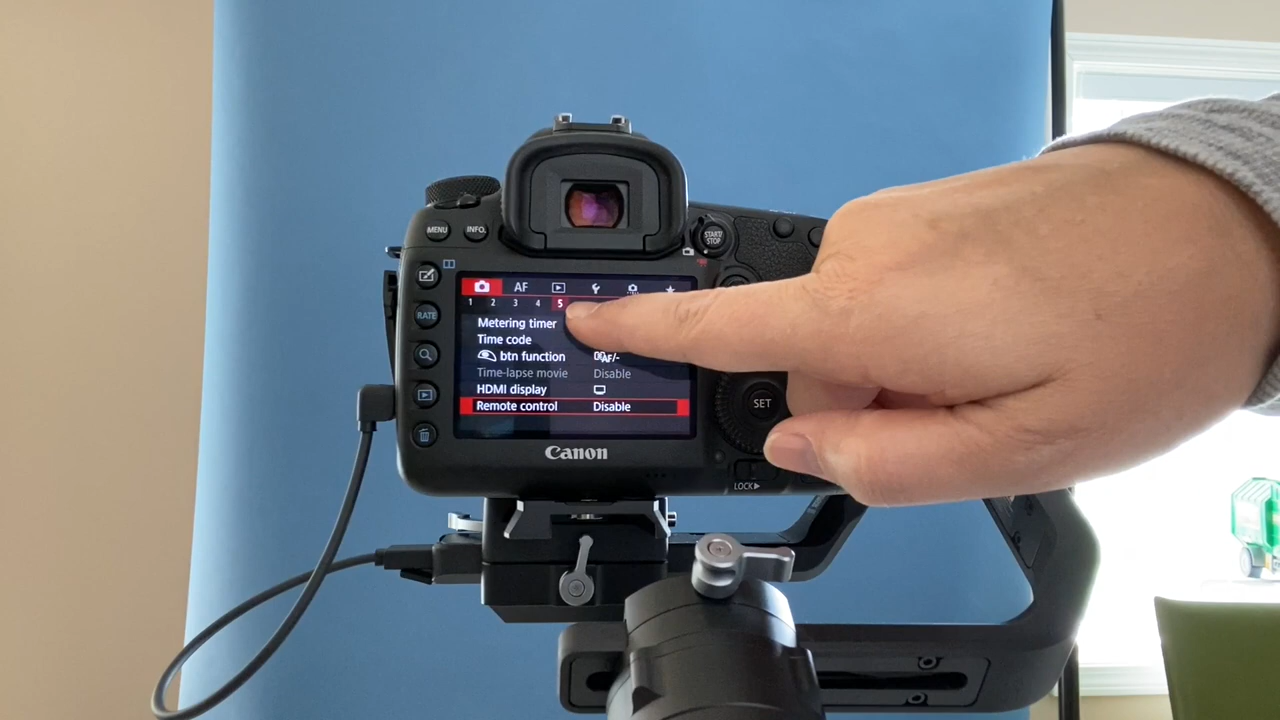 MENU INFO.
START/
STOP
RATE
AF
1 2 3 4 5
Metering timer
Time code
btn function AF/-
Time-lapse movie Disable
HDMI display
Remote control Disable
SET
Canon
LOCK